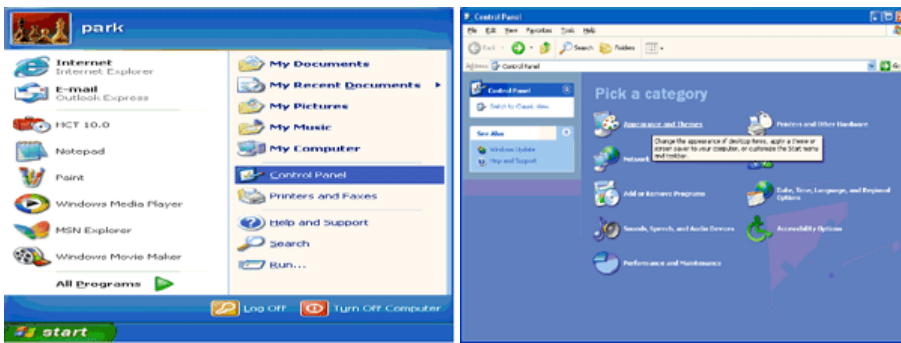 park
Internet
Internet Explorer
E-mail
Outlook Express
HCT 10.0
Notepad
Paint
Windows Media Player
MSN Explorer
Windows Movie Maker
All Programs
My Documents
My Recent Documents
My Pictures
My Music
My Computer
Control Panel
Printers and Faxes
Help and Support
Search
Run...
Log Off
Turn Off Computer
start
Control Panel
File Edit View Favorites Tools Help
Back
Search
Folders
Address
Control Panel
Go
Control Panel
Switch to Classic View
See Also
Windows Update
Help and Support
Pick a category
Appearance and Themes
Printers and Other Hardware
Change the appearance of desktop items, apply a theme or
screen saver to your computer, or customize the Start menu
and taskbar.
Network
Add or Remove Programs
Date, Time, Language, and Regional
Options
Sounds, Speech, and Audio Devices
Accessibility Options
Performance and Maintenance